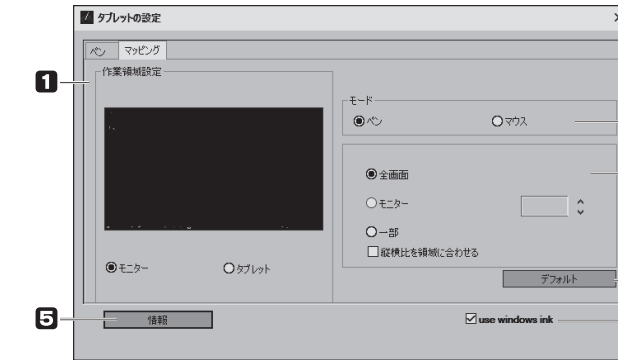 タブレットの設定
ペン マッピング
1
作業領域設定
モード
ペン マウス
全画面
モニター
一部
縦横比を領域に合わせる
モニター タブレット
デフォルト
5
情報
use windows ink